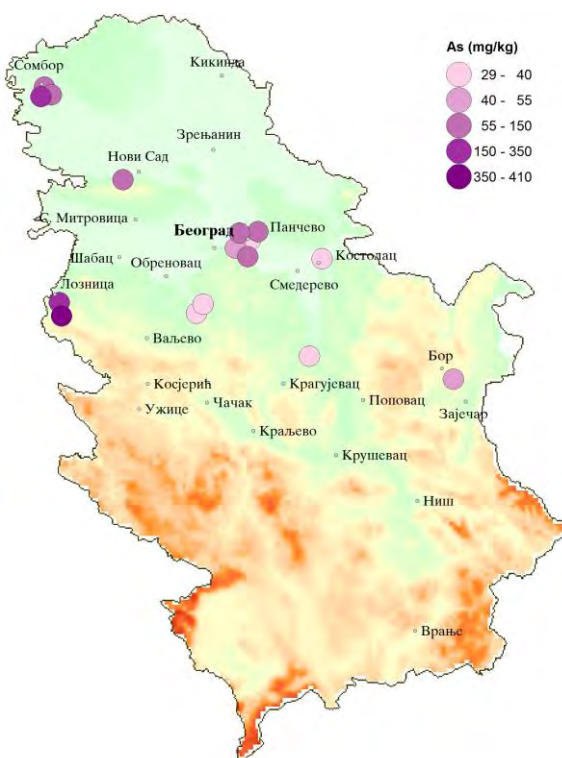 As (mg/kg)
29 - 40
40 - 55
55 - 150
150 - 350
350 - 410
Сомбор
Кикинда
Зрењанин
Нови Сад
С. Митровица
Београд
Панчево
Шабац
Обреновац
Костолац
Смедерево
Лозница
Ваљево
Бор
Косјерић
Крагујевац
Ужице
Чачак
Поповац
Зајечар
Краљево
Крушевац
Ниш
Врање